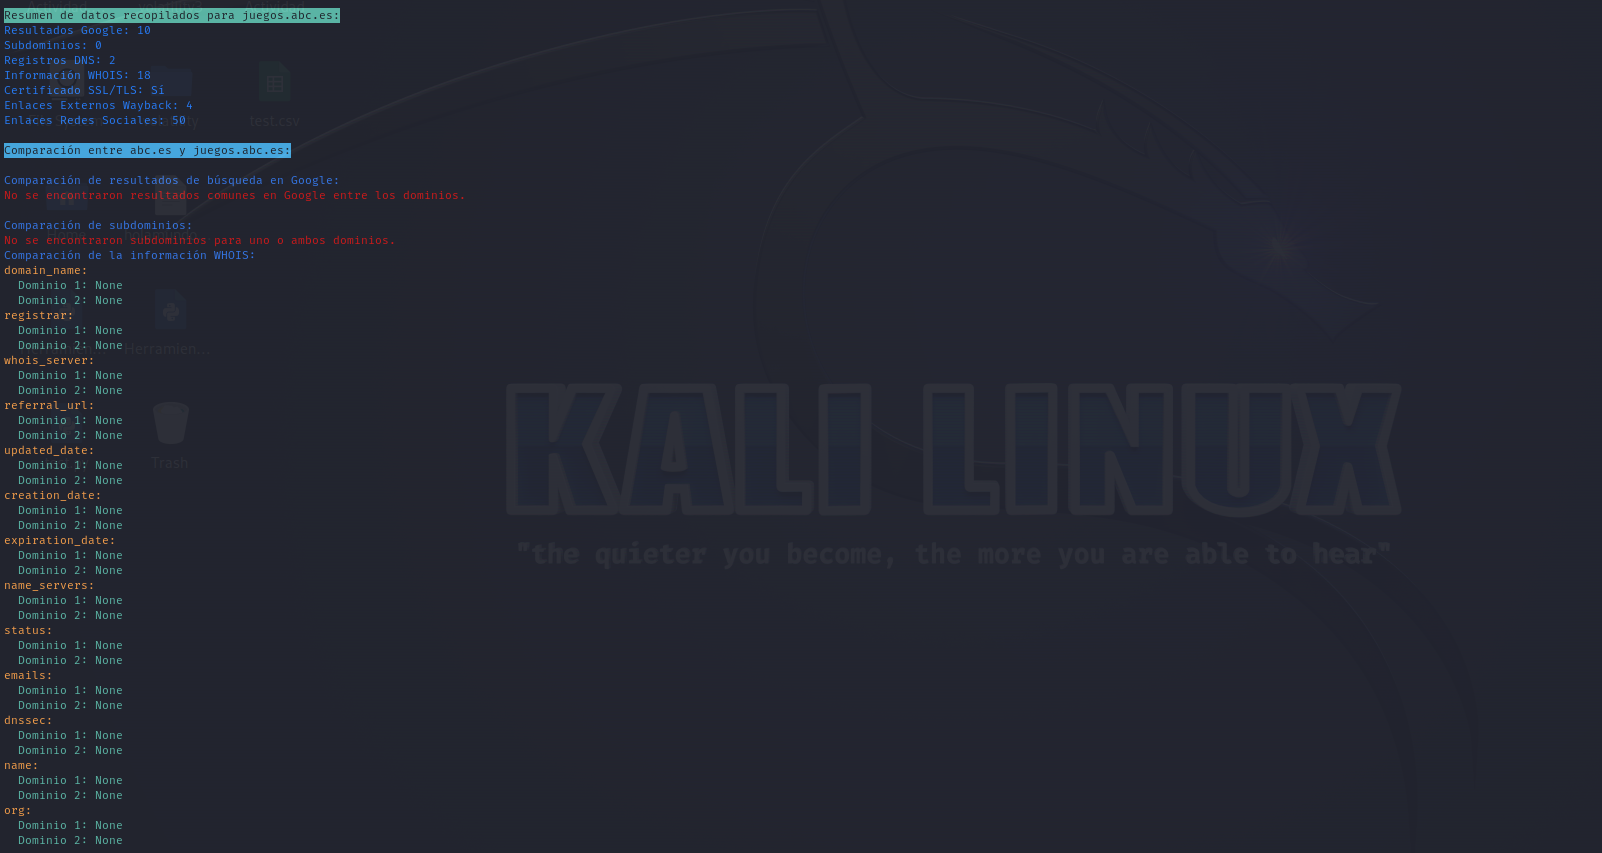 Resumen de datos recopilados para juegos.abc.es:
Resultados Google: 10
Subdominios: 0
Registros DNS: 2
Información WHOIS: 18
Certificado SSL/TLS: Sí
Enlaces Externos Wayback: 4
Enlaces Redes Sociales: 50
test.csv
Comparación entre abc.es y juegos.abc.es:
Comparación de resultados de búsqueda en Google:
No se encontraron resultados comunes en Google entre los dominios.
Comparación de subdominios:
No se encontraron subdominios para uno o ambos dominios.
Comparación de la información WHOIS:
domain_name:
Dominio 1: None
Dominio 2: None
registrar:
Dominio 1: None
Dominio 2: None
Herramien...
whois_server:
Dominio 1: None
Dominio 2: None
referral_url:
Dominio 1: None
Dominio 2: None
updated_date:
Dominio 1: None
Trash
Dominio 2: None
creation_date:
Dominio 1: None
Dominio 2: None
expiration_date:
Dominio 1: None
Dominio 2: None
name_servers:
Dominio 1: None
Dominio 2: None
status:
Dominio 1: None
Dominio 2: None
emails:
Dominio 1: None
Dominio 2: None
dnssec:
Dominio 1: None
Dominio 2: None
name:
Dominio 1: None
Dominio 2: None
org:
Dominio 1: None
Dominio 2: None
KALI LINUX
"the quieter you become, the more you are able to hear"